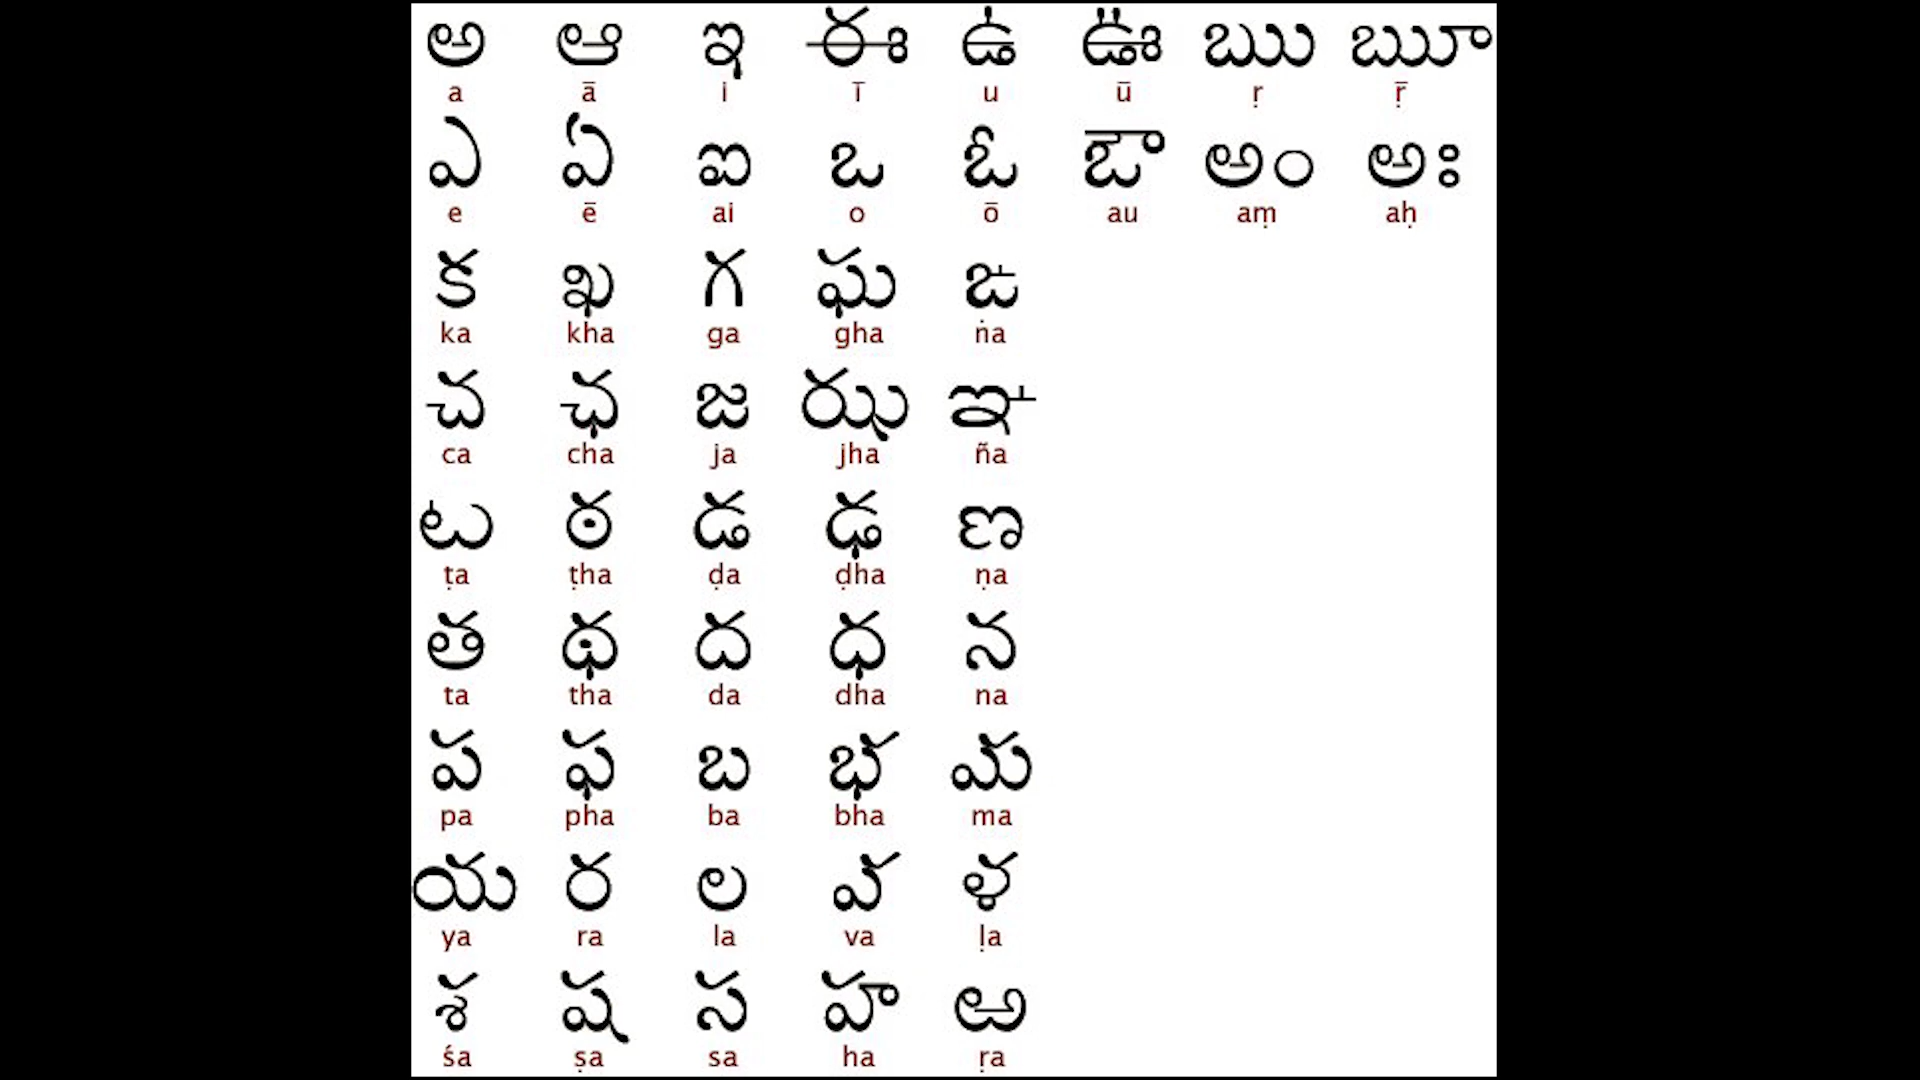 అ ఆ ఇ ఈ ఉ ఊ ఋ ౠ
a ā i ī u ū ṛ ṝ
ఎ ఏ ఐ ఒ ఓ ఔ అం అః
e ē ai o ō au aṃ aḥ
క ఖ గ ఘ ఙ
ka kha ga gha ṅa
చ ఛ జ ఝ ఞ
ca cha ja jha ña
ట ఠ డ ఢ ణ
ṭa ṭha ḍa ḍha ṇa
త థ ద ధ న
ta tha da dha na
ప ఫ బ భ మ
pa pha ba bha ma
య ర ల వ ళ
ya ra la va ḷa
శ ష స హ ఱ
śa ṣa sa ha ṛa